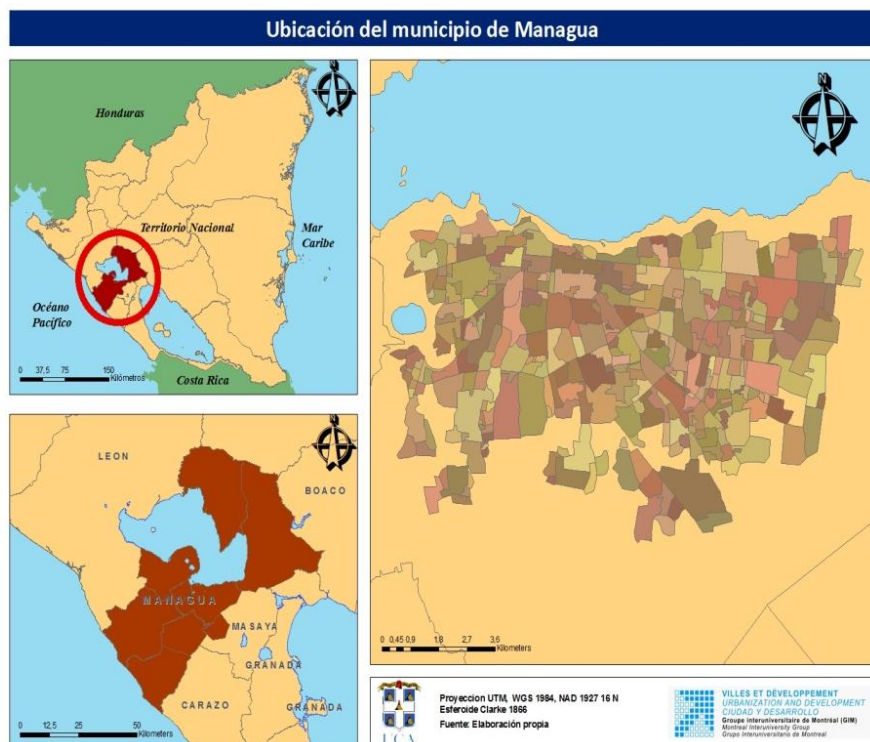 Ubicación del municipio de Managua
N
Honduras
Territorio Nacional
Mar
Caribe
Océano
Pacífico
Costa Rica
0 37,5 75 150
Kilómetros
N
LEON
BOACO
MANAGUA
MASAYA
GRANADA
CARAZO
GRANADA
0 12,5 25 50
Kilometers
N
0 0,45 0,9 1,8 2,7 3,6
Kilometers
UCA
Proyeccion UTM, WGS 1984, NAD 1927 16 N
Esferoide Clarke 1866
Fuente: Elaboración propia
VILLES ET DÉVELOPPEMENT
URBANIZATION AND DEVELOPMENT
CIUDAD Y DESARROLLO
Groupe interuniversitaire de Montréal (GIM)
Montreal Interuniversity Group
Grupo Interuniversitario de Montreal